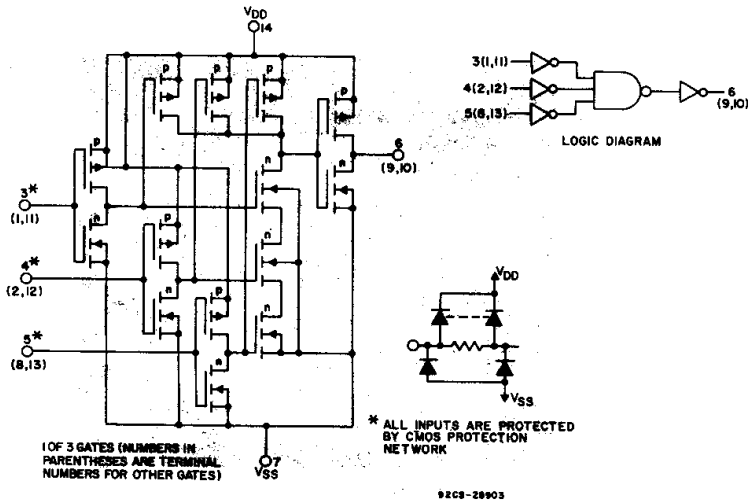 VDD
14
p
p
p
p
p
n
n
n
n
p
n
p
n
3*
(1,11)
4*
(2,12)
5*
(8,13)
6
(9,10)
1 OF 3 GATES (NUMBERS IN
PARENTHESES ARE TERMINAL
NUMBERS FOR OTHER GATES)
7
VSS
3(1,11)
4(2,12)
5(8,13)
6
(9,10)
LOGIC DIAGRAM
VDD
VSS
* ALL INPUTS ARE PROTECTED
BY CMOS PROTECTION
NETWORK
92CS-28903